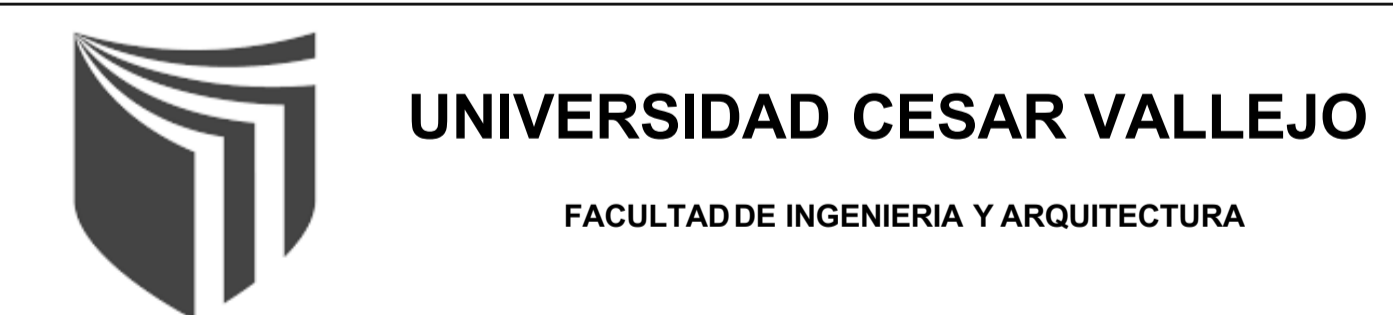 UNIVERSIDAD CESAR VALLEJO
FACULTAD DE INGENIERIA Y ARQUITECTURA